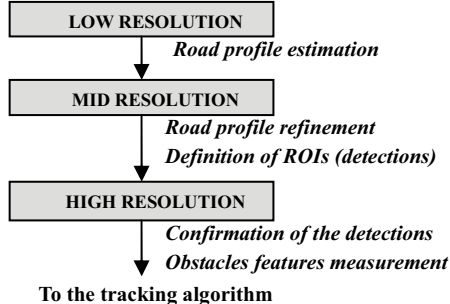 LOW RESOLUTION
Road profile estimation
MID RESOLUTION
Road profile refinement
Definition of ROIs (detections)
HIGH RESOLUTION
Confirmation of the detections
Obstacles features measurement
To the tracking algorithm